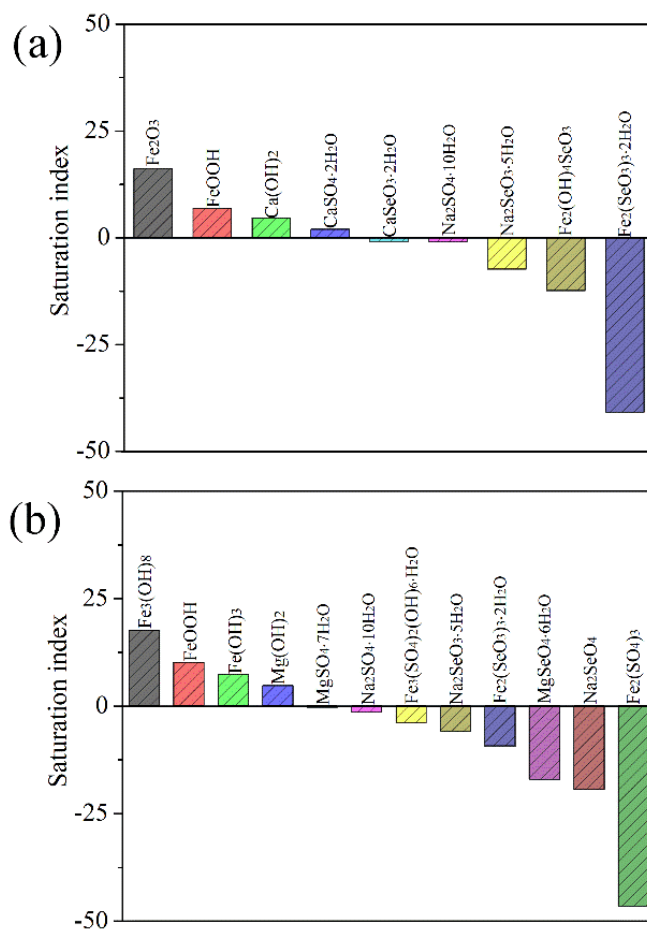 (a)
Saturation index
50
25
0
-25
-50
Fe2O3
FeOOH
Ca(OH)2
CaSO4·2H2O
CaSeO3·2H2O
Na2SO4·10H2O
Na2SeO3·5H2O
Fe2(OH)4SeO3
Fe2(SeO3)3·2H2O
(b)
Saturation index
50
25
0
-25
-50
Fe3(OH)8
FeOOH
Fe(OH)3
Mg(OH)2
MgSO4·7H2O
Na2SO4·10H2O
Fe3(SO4)2(OH)6·H2O
Na2SeO3·5H2O
Fe2(SeO3)3·2H2O
MgSeO4·6H2O
Na2SeO4
Fe2(SO4)3